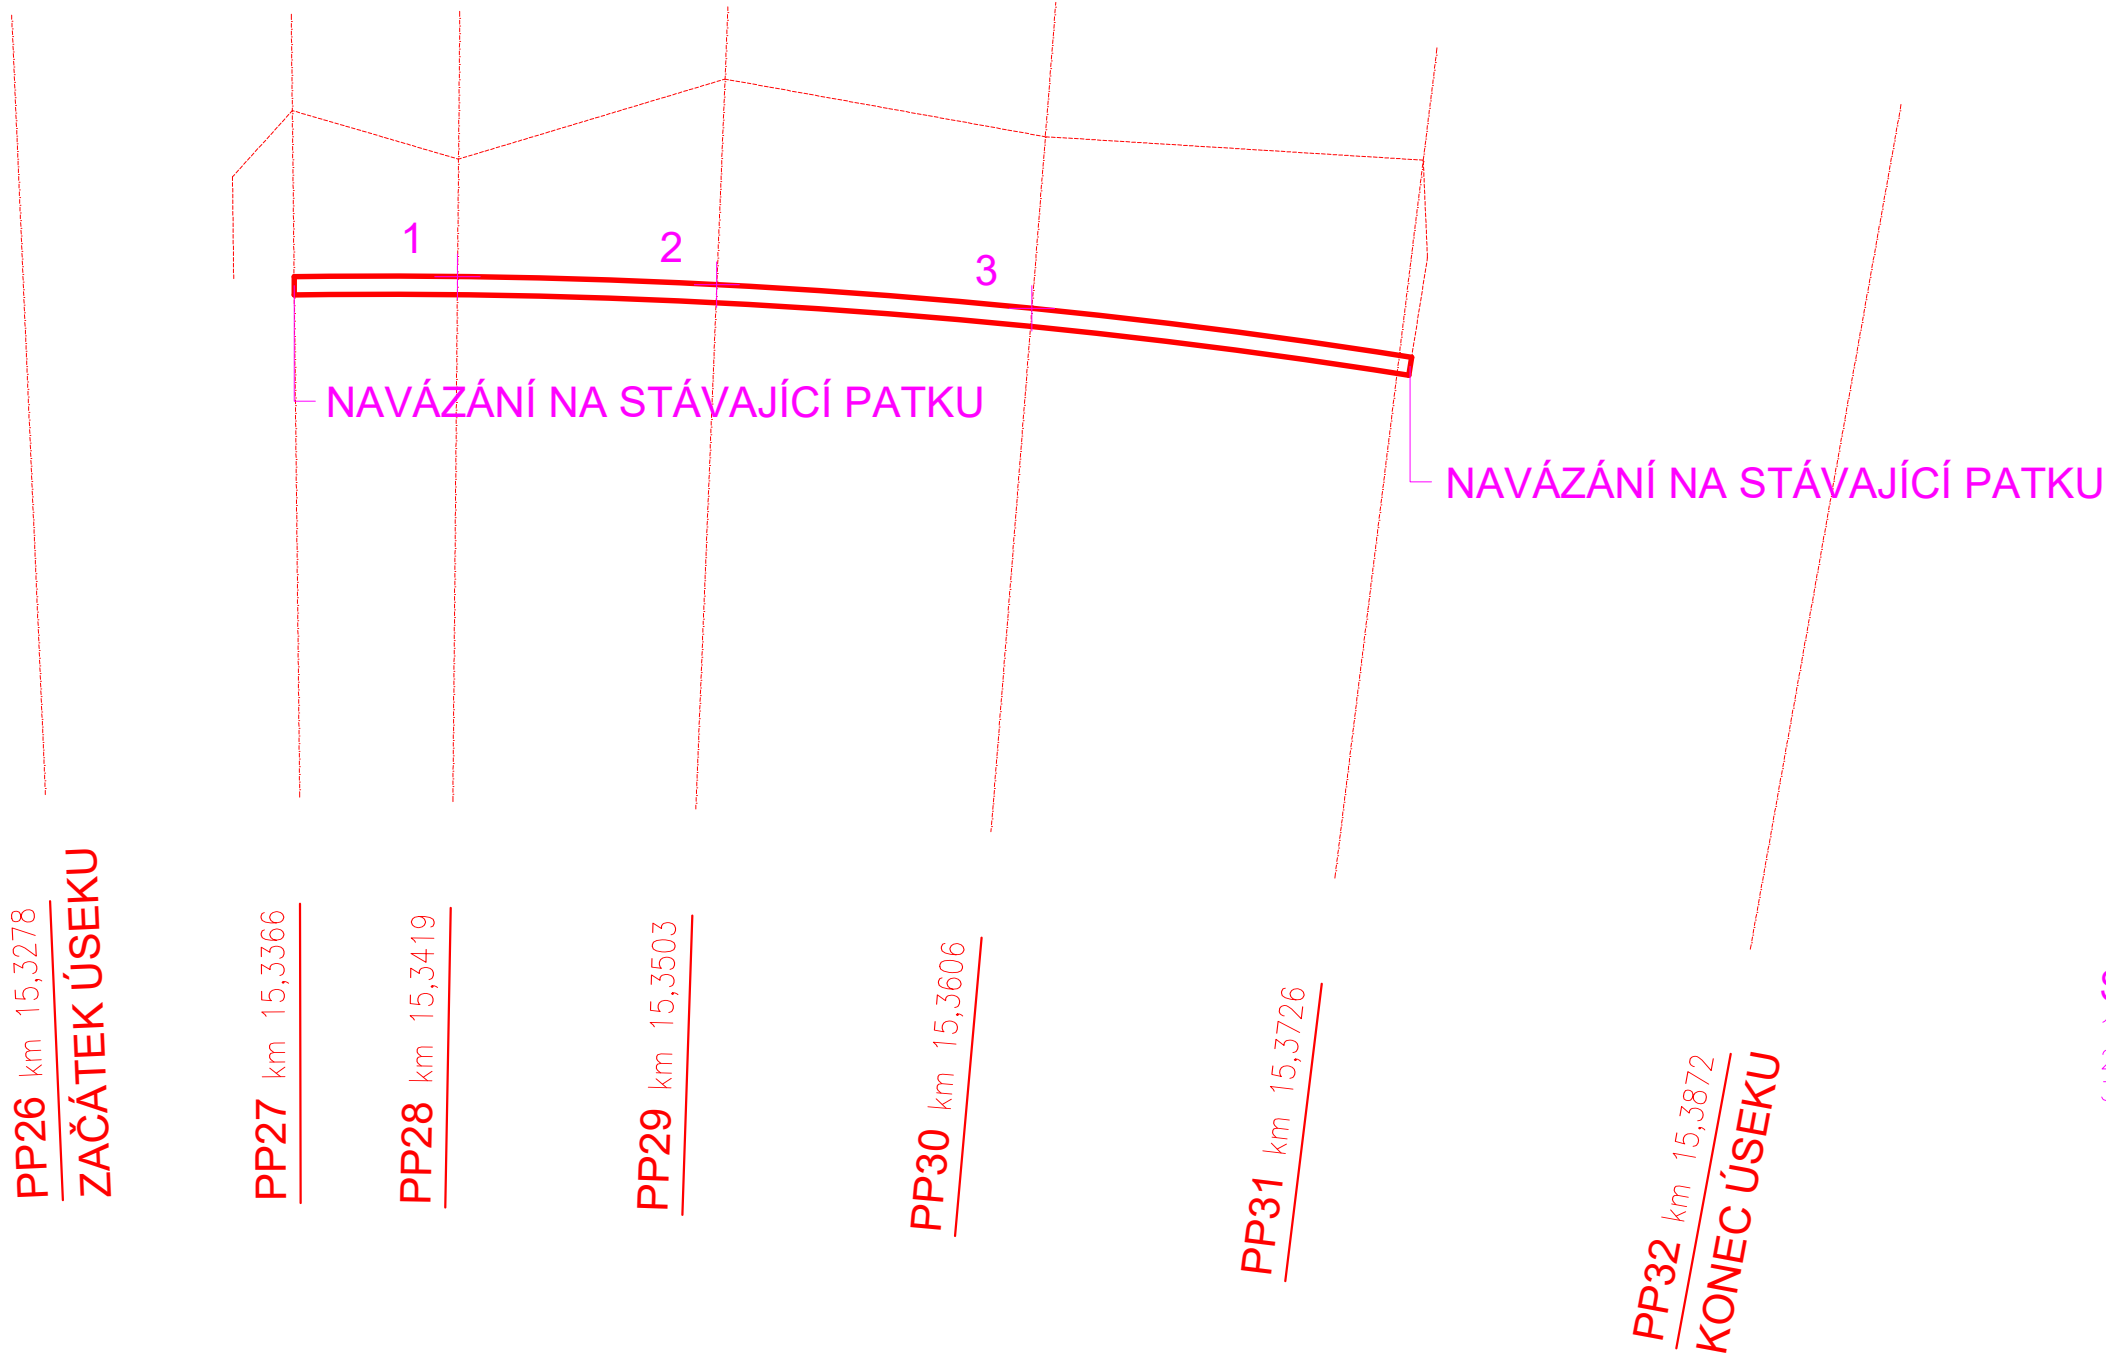 1
2
3
NAVÁZÁNÍ NA STÁVAJÍCÍ PATKU
NAVÁZÁNÍ NA STÁVAJÍCÍ PATKU
PP26 km 15,3278
ZAČÁTEK ÚSEKU
PP27 km 15,3366
PP28 km 15,3419
PP29 km 15,3503
PP30 km 15,3606
PP31 km 15,3726
PP32 km 15,3872
KONEC ÚSEKU